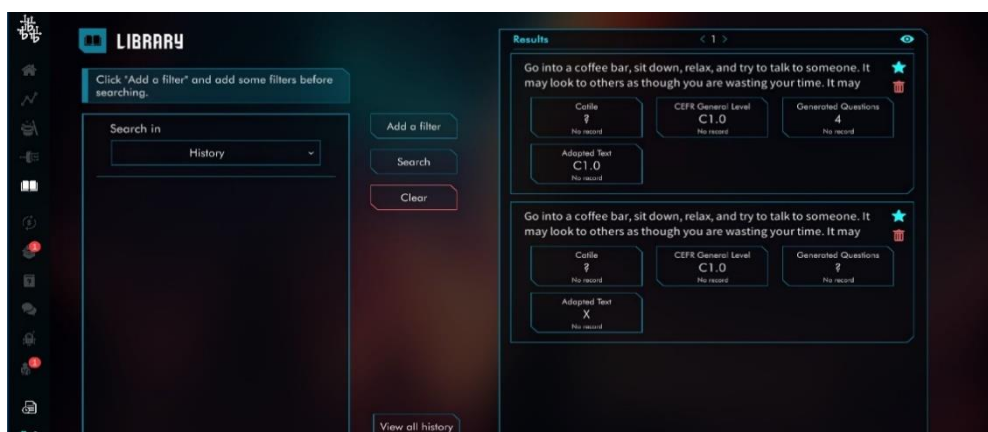 LIBRARY
Click "Add a filter" and add some filters before
searching.
Search in
History
Add a filter
Search
Clear
View all history
Results
< 1 >
Go into a coffee bar, sit down, relax, and try to talk to someone. It
may look to others as though you are wasting your time. It may
Catile
?
No record
CEFR General Level
C1.0
No record
Generated Questions
4
No record
Adapted Text
C1.0
No record
Go into a coffee bar, sit down, relax, and try to talk to someone. It
may look to others as though you are wasting your time. It may
Catile
?
No record
CEFR General Level
C1.0
No record
Generated Questions
?
No record
Adapted Text
X
No record
1
1